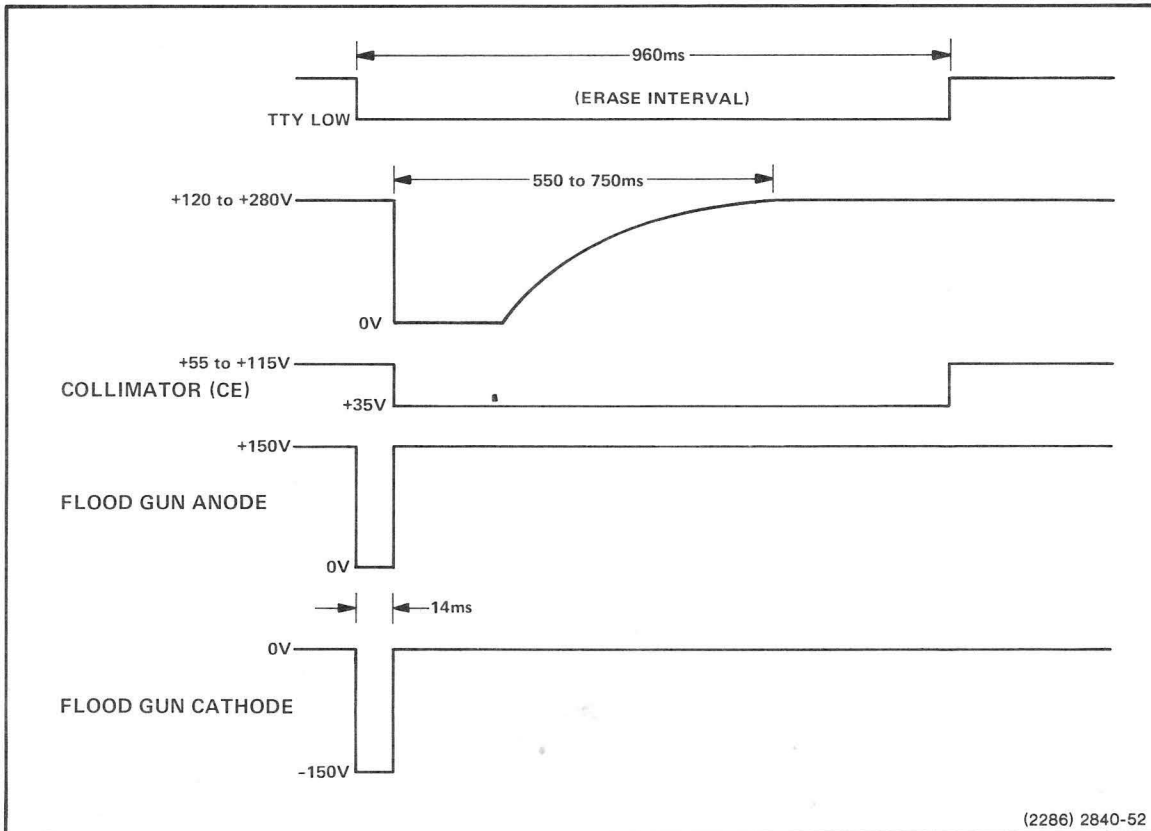 960ms
(ERASE INTERVAL)
TTY LOW
550 to 750ms
+120 to +280V
0V
+55 to +115V
COLLIMATOR (CE)
+35V
+150V
FLOOD GUN ANODE
0V
14ms
0V
FLOOD GUN CATHODE
-150V
(2286) 2840-52